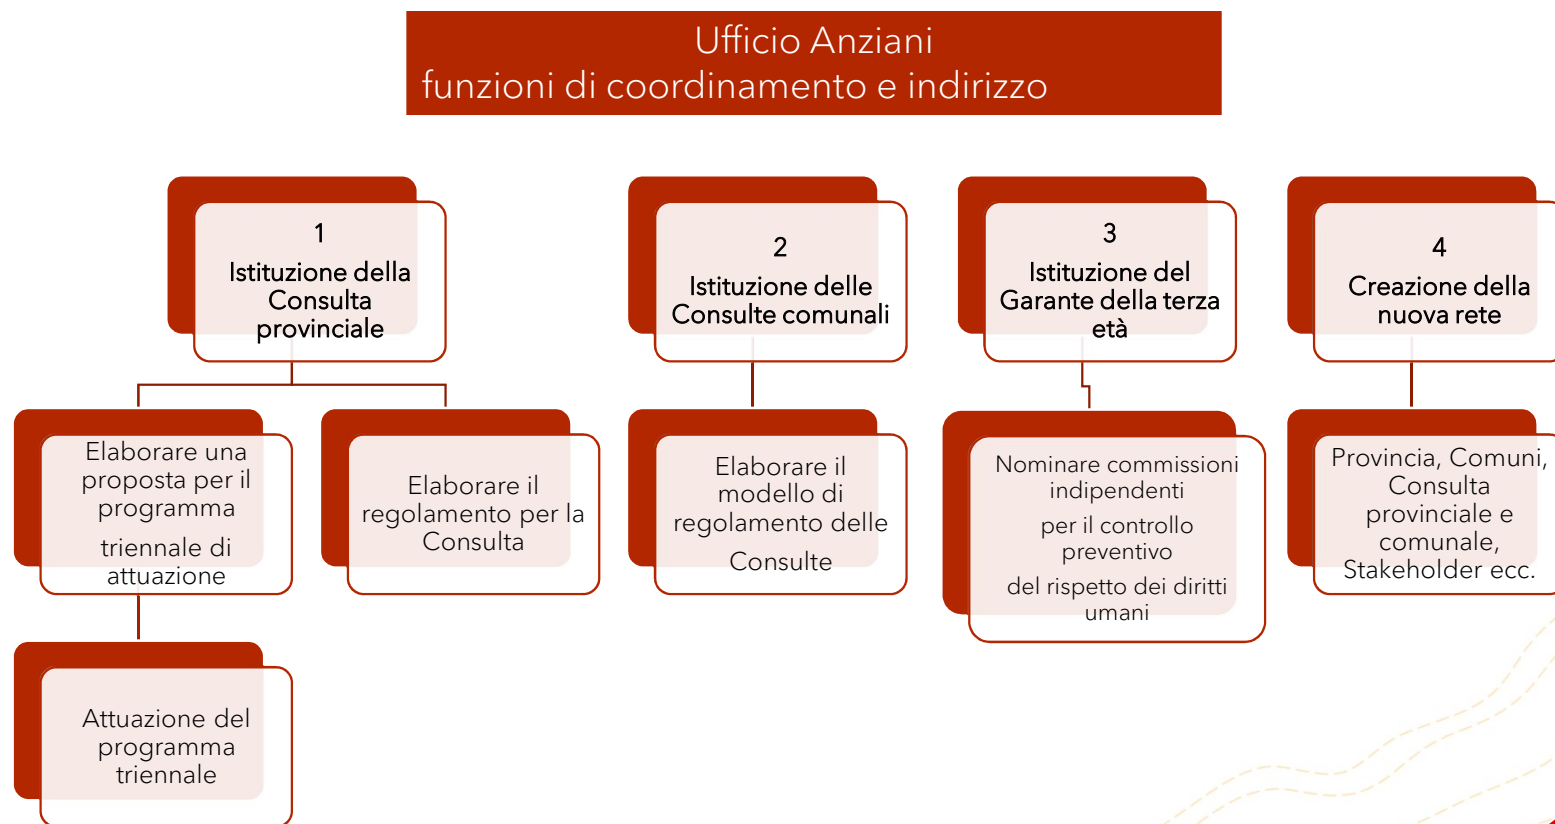 Ufficio Anziani
funzioni di coordinamento e indirizzo
1
Istituzione della
Consulta
provinciale
2
Istituzione delle
Consulte comunali
3
Istituzione del
Garante della terza
età
4
Creazione della
nuova rete
Elaborare una
proposta per il
programma
triennale di
attuazione
Elaborare il
regolamento per la
Consulta
Elaborare il
modello di
regolamento delle
Consulte
Nominare commissioni
indipendenti
per il controllo
preventivo
del rispetto dei diritti
umani
Provincia, Comuni,
Consulta
provinciale e
comunale,
Stakeholder ecc.
Attuazione del
programma
triennale